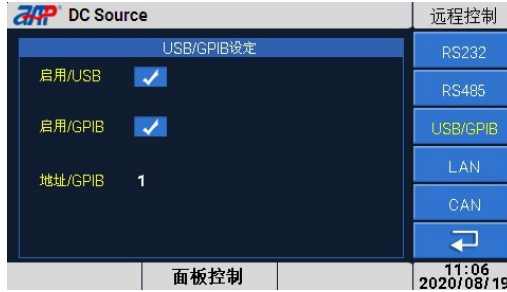 AAP DC Source
远程控制
USB/GPIB设定
启用/USB
启用/GPIB
地址/GPIB 1
RS232
RS485
USB/GPIB
LAN
CAN
面板控制
11:06
2020/08/19